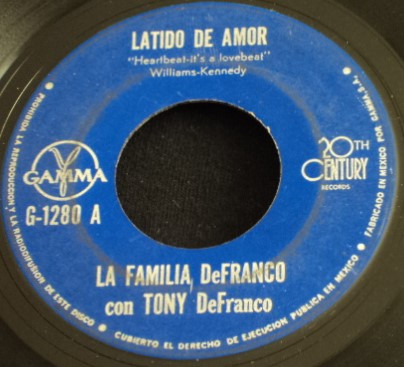 LATIDO DE AMOR
"Heartbeat-it's a lovebeat"
Williams-Kennedy
GAMMA
G-1280 A
20TH
CENTURY
RECORDS
LA FAMILIA DeFRANCO
con TONY DeFranco
● PROHIBIDA LA REPRODUCCION Y LA RADIODIFUSION DE ESTE DISCO ● CUBIERTO EL DERECHO DE EJECUCION PUBLICA EN MEXICO ● FABRICADO EN MEXICO POR GAMMA, S.A. ●